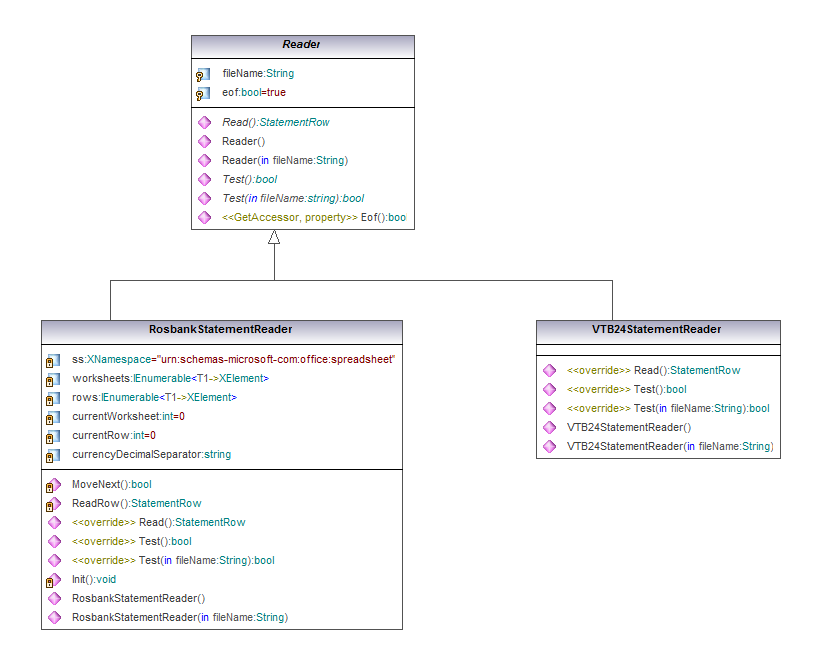 Reader
fileName:String
eof:bool=true
Read():StatementRow
Reader()
Reader(in fileName:String)
Test():bool
Test(in fileName:string):bool
<<GetAccessor, property>> Eof():boo
RosbankStatementReader
ss:XNamespace="urn:schemas-microsoft-com:office:spreadsheet"
worksheets:IEnumerable<T1->XElement>
rows:IEnumerable<T1->XElement>
currentWorksheet:int=0
currentRow:int=0
currencyDecimalSeparator:string
MoveNext():bool
ReadRow():StatementRow
<<override>> Read():StatementRow
<<override>> Test():bool
<<override>> Test(in fileName:String):bool
Init():void
RosbankStatementReader()
RosbankStatementReader(in fileName:String)
VTB24StatementReader
<<override>> Read():StatementRow
<<override>> Test():bool
<<override>> Test(in fileName:String):bool
VTB24StatementReader()
VTB24StatementReader(in fileName:String)